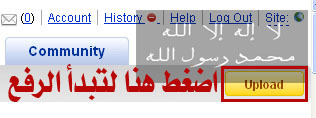 (0) Account History Help Log Out Site:
Community
لا إله إلا الله
محمد رسول الله
اضغط هنا لتبدأ الرفع
Upload